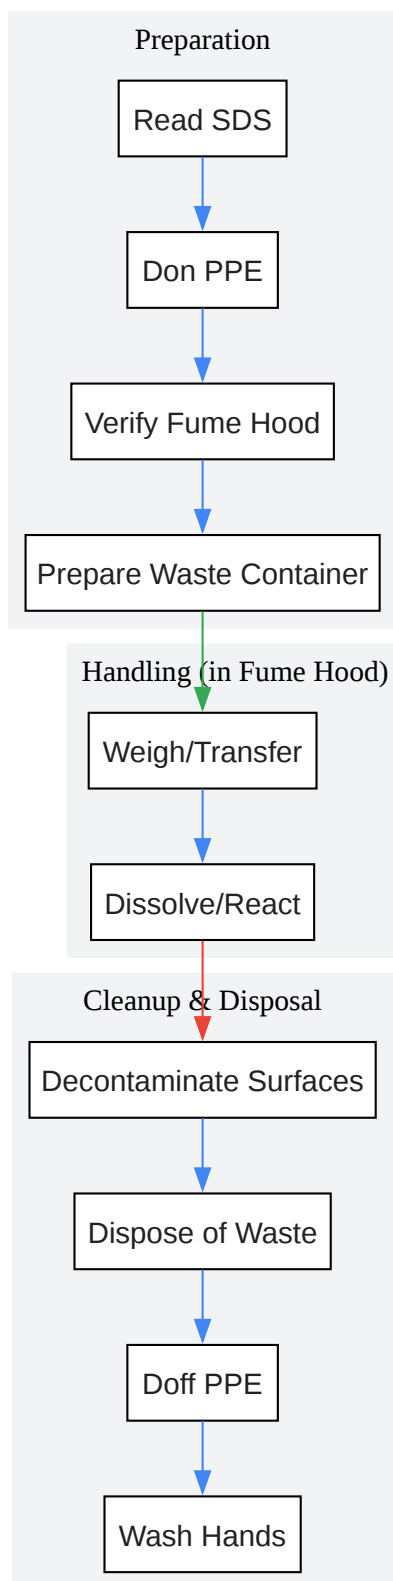 Preparation
Read SDS
Don PPE
Verify Fume Hood
Prepare Waste Container
Handling (in Fume Hood)
Weigh/Transfer
Dissolve/React
Cleanup & Disposal
Decontaminate Surfaces
Dispose of Waste
Doff PPE
Wash Hands